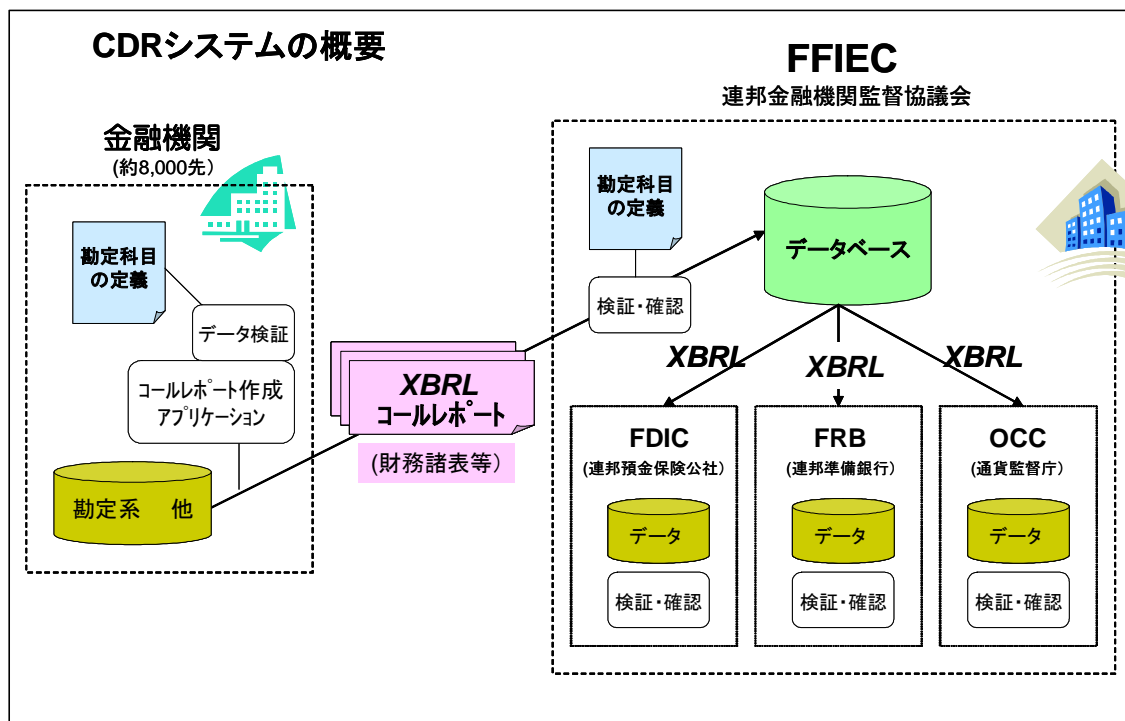 CDRシステムの概要
FFIEC
連邦金融機関監督協議会
金融機関
(約8,000先)
勘定科目
の定義
データ検証
コールレポート作成
アプリケーション
勘定系 他
XBRL
コールレポート
(財務諸表等)
勘定科目
の定義
検証・確認
データベース
XBRL
XBRL
XBRL
FDIC
(連邦預金保険公社)
データ
検証・確認
FRB
(連邦準備銀行)
データ
検証・確認
OCC
(通貨監督庁)
データ
検証・確認